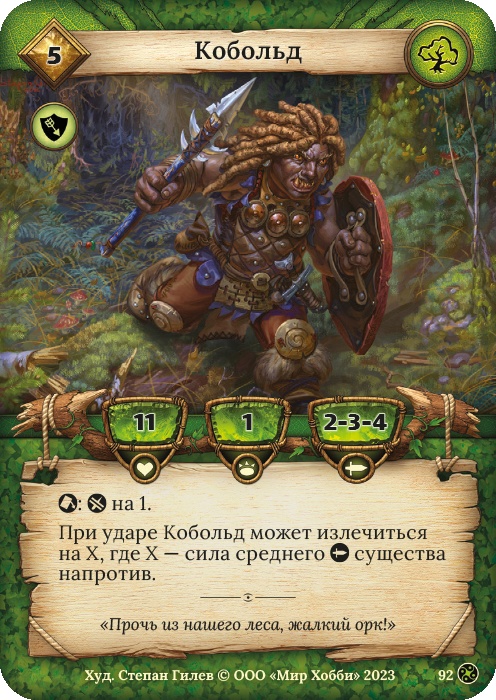 5
Кобольд
11
1
2-3-4
: на 1.
При ударе Кобольд может излечиться
на X, где X — сила среднего существа
напротив.
«Прочь из нашего леса, жалкий орк!»
Худ. Степан Гилев © ООО «Мир Хобби» 2023
92